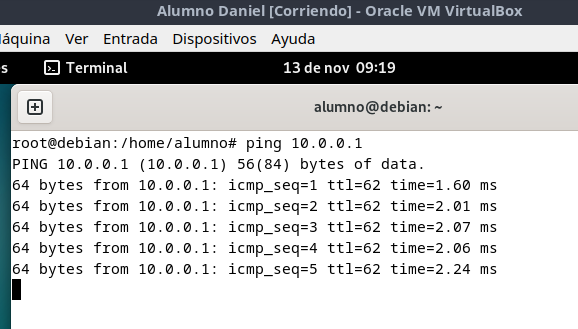 Alumno Daniel [Corriendo] - Oracle VM VirtualBox
Máquina Ver Entrada Dispositivos Ayuda
s Terminal 13 de nov 09:19
alumno@debian: ~
root@debian:/home/alumno# ping 10.0.0.1
PING 10.0.0.1 (10.0.0.1) 56(84) bytes of data.
64 bytes from 10.0.0.1: icmp_seq=1 ttl=62 time=1.60 ms
64 bytes from 10.0.0.1: icmp_seq=2 ttl=62 time=2.01 ms
64 bytes from 10.0.0.1: icmp_seq=3 ttl=62 time=2.07 ms
64 bytes from 10.0.0.1: icmp_seq=4 ttl=62 time=2.06 ms
64 bytes from 10.0.0.1: icmp_seq=5 ttl=62 time=2.24 ms